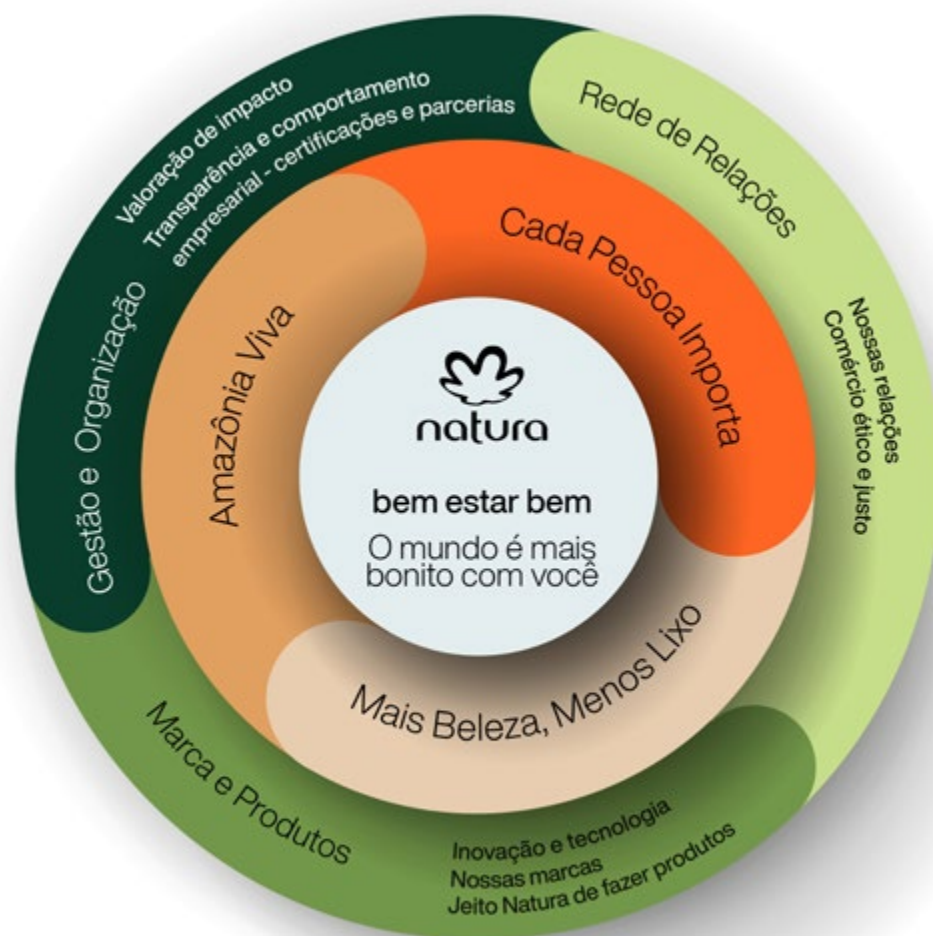 natura
bem estar bem
O mundo é mais
bonito com você
Cada Pessoa Importa
Mais Beleza, Menos Lixo
Amazônia Viva
Rede de Relações
Nossas relações
Comércio ético e justo
Marca e Produtos
Inovação e tecnologia
Nossas marcas
Jeito Natura de fazer produtos
Gestão e Organização
Valoração de impacto
Transparência e comportamento
empresarial - certificações e parcerias